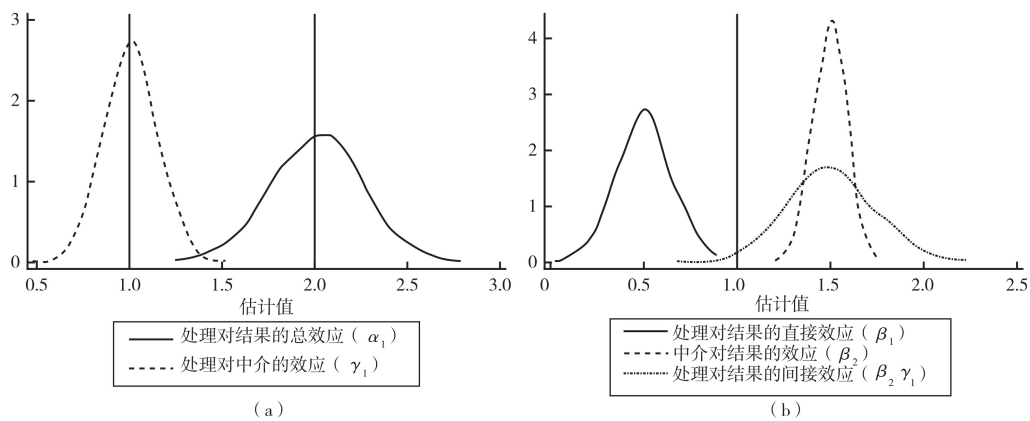 3
2
1
0
0.5 1.0 1.5 2.0 2.5 3.0
估计值
处理对结果的总效应（α₁）
处理对中介的效应（γ₁）
（a）
4
3
2
1
0
0 0.5 1.0 1.5 2.0 2.5
估计值
处理对结果的直接效应（β₁）
中介对结果的效应（β₂）
处理对结果的间接效应（β₂ γ₁）
（b）